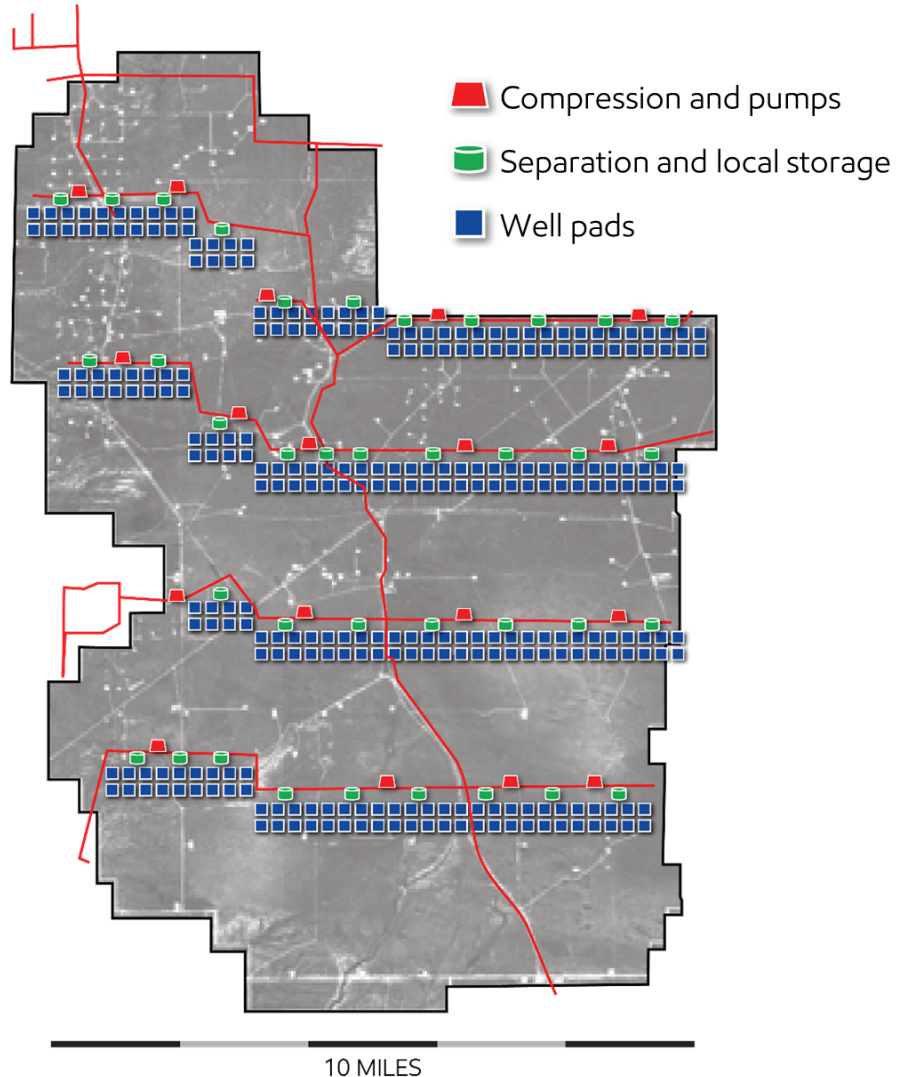 Compression and pumps
Separation and local storage
Well pads
10 MILES